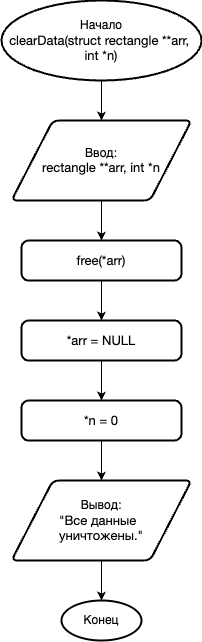 Начало
clearData(struct rectangle **arr,
int *n)
Ввод:
rectangle **arr, int *n
free(*arr)
*arr = NULL
*n = 0
Вывод:
"Все данные
уничтожены."
Конец